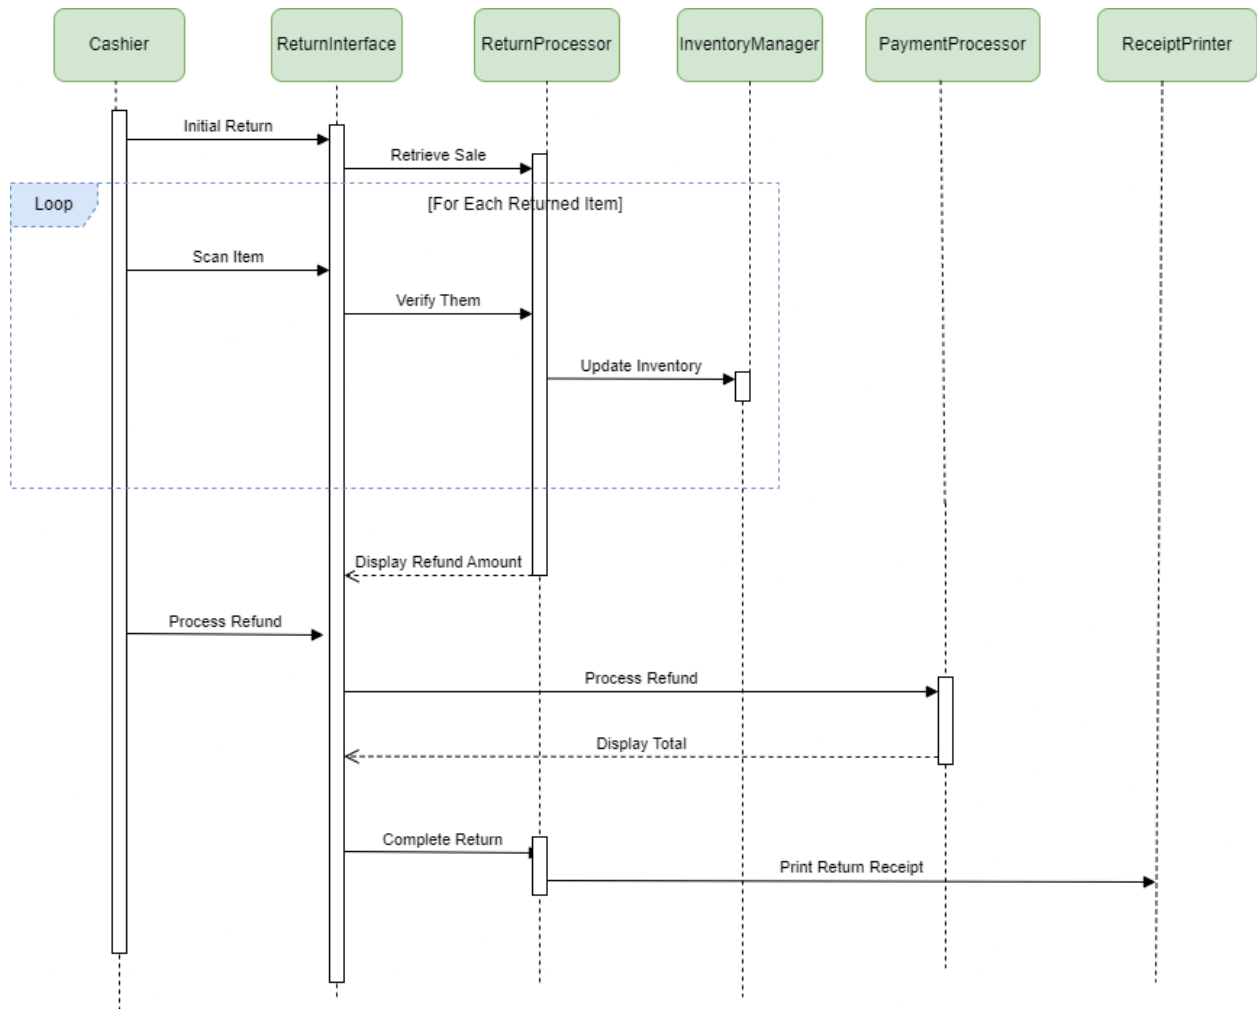 Cashier
ReturnInterface
ReturnProcessor
InventoryManager
PaymentProcessor
ReceiptPrinter
Initial Return
Retrieve Sale
Loop
[For Each Returned Item]
Scan Item
Verify Them
Update Inventory
Display Refund Amount
Process Refund
Process Refund
Display Total
Complete Return
Print Return Receipt